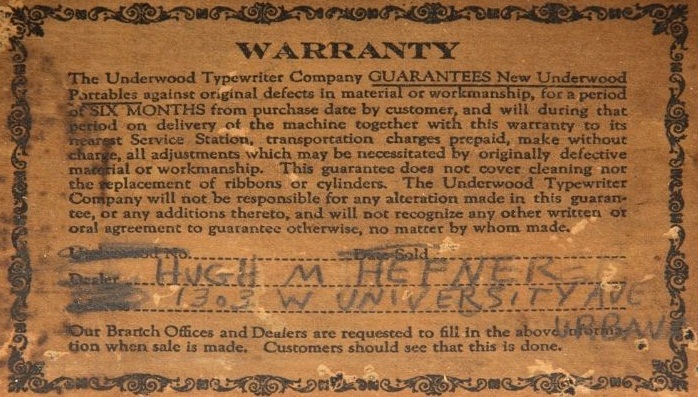 WARRANTY
The Underwood Typewriter Company GUARANTEES New Underwood
Portables against original defects in material or workmanship, for a period
of SIX MONTHS from purchase date by customer, and will during that
period on delivery of the machine together with this warranty to its
nearest Service Station, transportation charges prepaid, make without
charge, all adjustments which may be necessitated by originally defective
material or workmanship. This guarantee does not cover cleaning nor
the replacement of ribbons or cylinders. The Underwood Typewriter
Company will not be responsible for any alteration made in this guaran-
tee, or any additions thereto, and will not recognize any other written or
oral agreement to guarantee otherwise, no matter by whom made.
Underwood No. Date Sold
Dealer HUGH M HEFNER
1303 W UNIVERSITY AVE
URBANA
Our Branch Offices and Dealers are requested to fill in the above informa-
tion when sale is made. Customers should see that this is done.